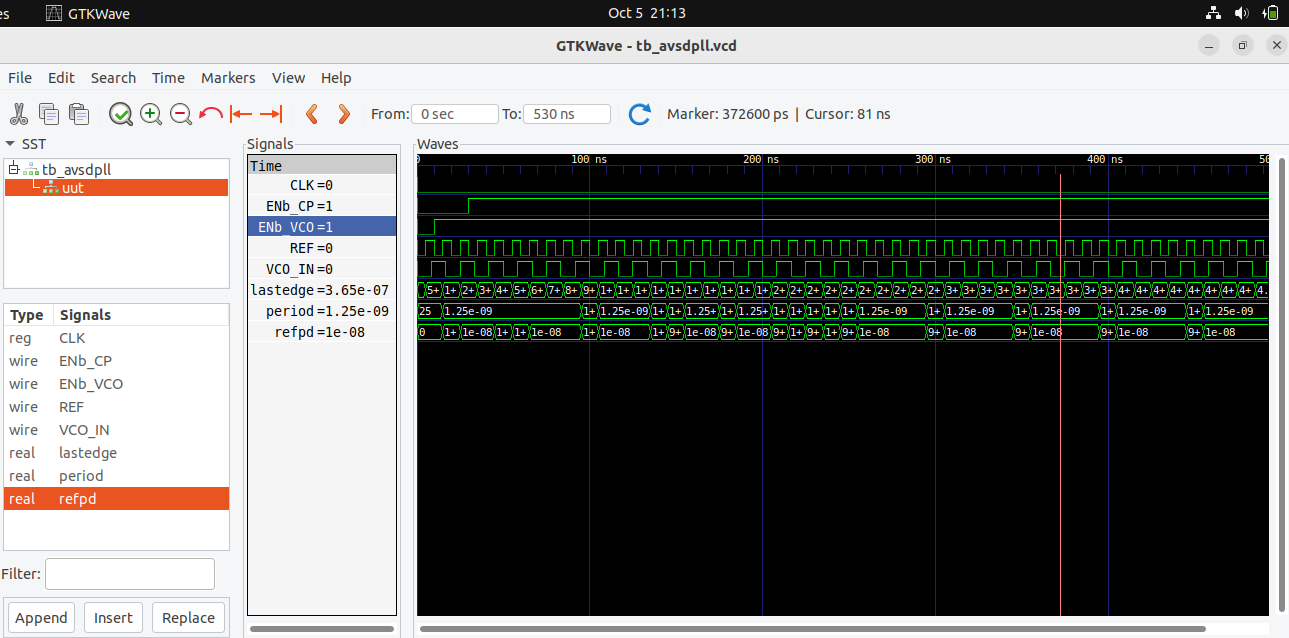 es GTKWave Oct 5 21:13
GTKWave - tb_avsdpll.vcd
File Edit Search Time Markers View Help
From: 0 sec To: 530 ns Marker: 372600 ps | Cursor: 81 ns
SST
tb_avsdpll
uut
Type Signals
reg CLK
wire ENb_CP
wire ENb_VCO
wire REF
wire VCO_IN
real lastedge
real period
real refpd
Filter:
Append Insert Replace
Signals
Time
CLK =0
ENb_CP =1
ENb_VCO =1
REF =0
VCO_IN =0
lastedge =3.65e-07
period =1.25e-09
refpd =1e-08
Waves
0 100 ns 200 ns 300 ns 400 ns 50
5+ 1+ 2+ 3+ 4+ 5+ 6+ 7+ 8+ 9+ 1+ 1+ 1+ 1+ 1+ 1+ 1+ 1+ 1+ 1+ 2+ 2+ 2+ 2+ 2+ 2+ 2+ 2+ 2+ 2+ 3+ 3+ 3+ 3+ 3+ 3+ 3+ 3+ 3+ 3+ 4+ 4+ 4+ 4+ 4+ 4+ 4+ 4+ 4.
25 1.25e-09 1+ 1.25e-09 1+ 1+ 1.25+ 1+ 1.25+ 1+ 1+ 1+ 1+ 1+ 1.25e-09 1+ 1.25e-09 1+ 1.25e-09 1+ 1.25e-09 1+ 1.25e-09
0 1+ 1e-08 1+ 1+ 1e-08 1+ 1e-08 1+ 9+ 1e-08 9+ 1e-08 9+ 9+ 1+ 9+ 1e-08 9+ 1e-08 9+ 1e-08 9+ 1e-08 9+ 1e-08